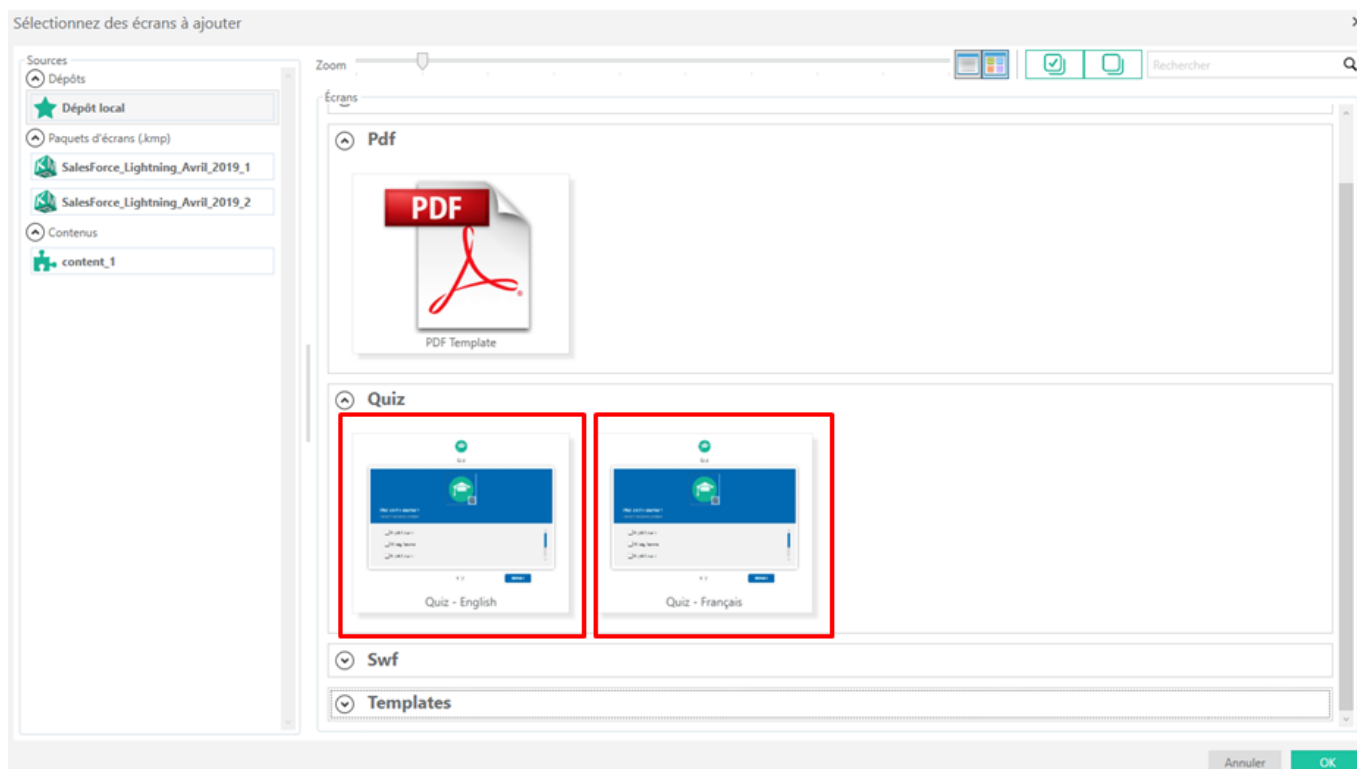 Sélectionnez des écrans à ajouter
Sources
Dépôts
Dépôt local
Paquets d'écrans (.kmp)
SalesForce_Lightning_Avril_2019_1
SalesForce_Lightning_Avril_2019_2
Contenus
content_1
Zoom
Rechercher
Écrans
Pdf
PDF
PDF Template
Quiz
Quiz - English
Quiz - Français
Swf
Templates
Annuler
OK